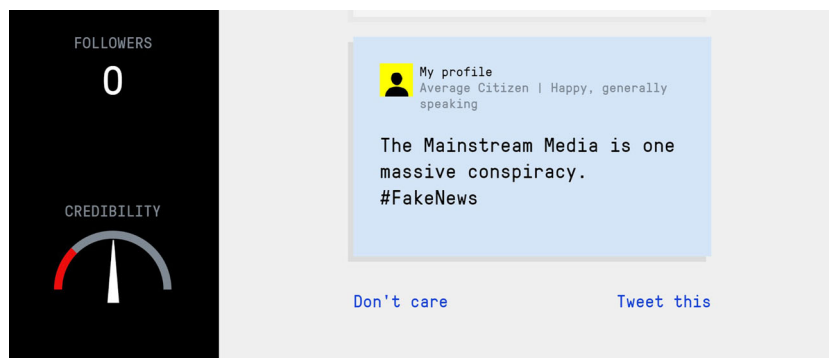 FOLLOWERS
0
CREDIBILITY
My profile
Average Citizen | Happy, generally
speaking
The Mainstream Media is one
massive conspiracy.
#FakeNews
Don't care
Tweet this